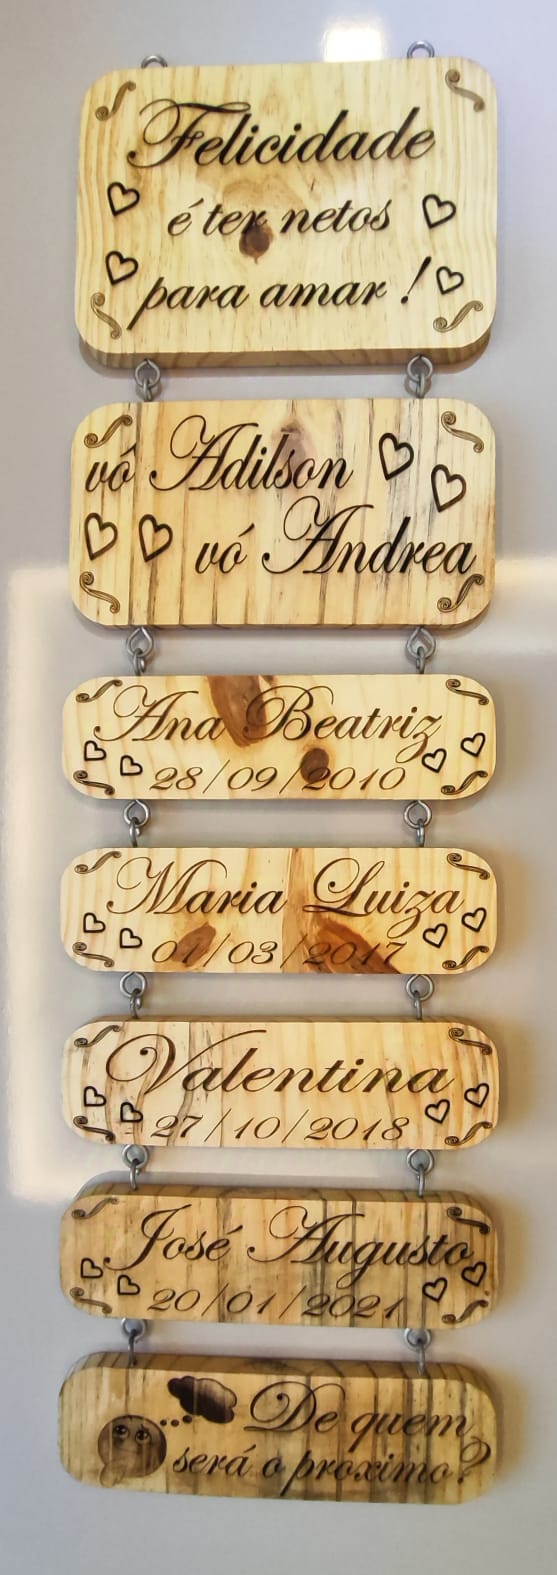 Felicidade
é ter netos
para amar !
vô Adilson
vó Andrea
Ana Beatriz
28/09/2010
Maria Luiza
01/03/2017
Valentina
27/10/2018
José Augusto
20/01/2021
De quem
será o proximo?